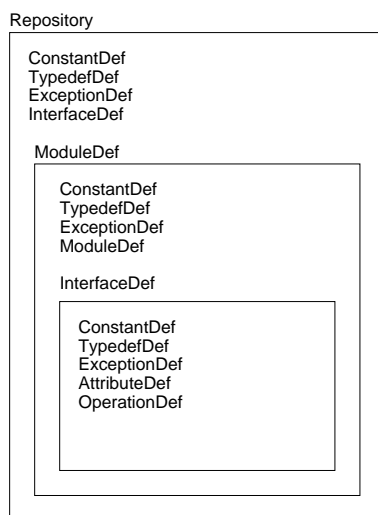 Repository
ConstantDef
TypedefDef
ExceptionDef
InterfaceDef
ModuleDef
ConstantDef
TypedefDef
ExceptionDef
ModuleDef
InterfaceDef
ConstantDef
TypedefDef
ExceptionDef
AttributeDef
OperationDef